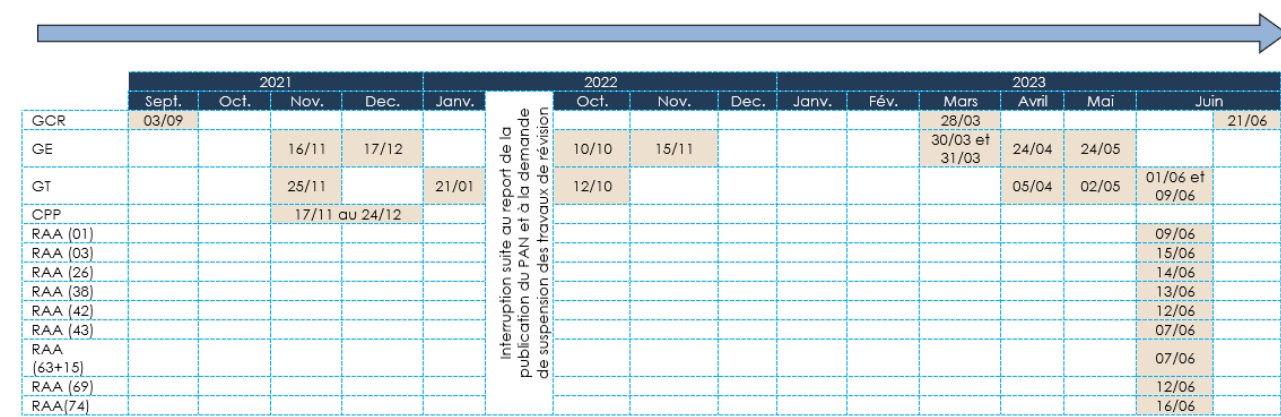 2021 2022 2023
Sept. Oct. Nov. Dec. Janv. Oct. Nov. Dec. Janv. Fév. Mars Avril Mai Juin
Interruption suite au report de la
publication du PAN et à la demande
de suspension des travaux de révision
GCR 03/09 28/03 21/06
GE 16/11 17/12 10/10 15/11 30/03 et
31/03 24/04 24/05
GT 25/11 21/01 12/10 05/04 02/05 01/06 et
09/06
CPP 17/11 au 24/12
RAA (01) 09/06
RAA (03) 15/06
RAA (26) 14/06
RAA (38) 13/06
RAA (42) 12/06
RAA (43) 07/06
RAA
(63+15) 07/06
RAA (69) 12/06
RAA(74) 16/06